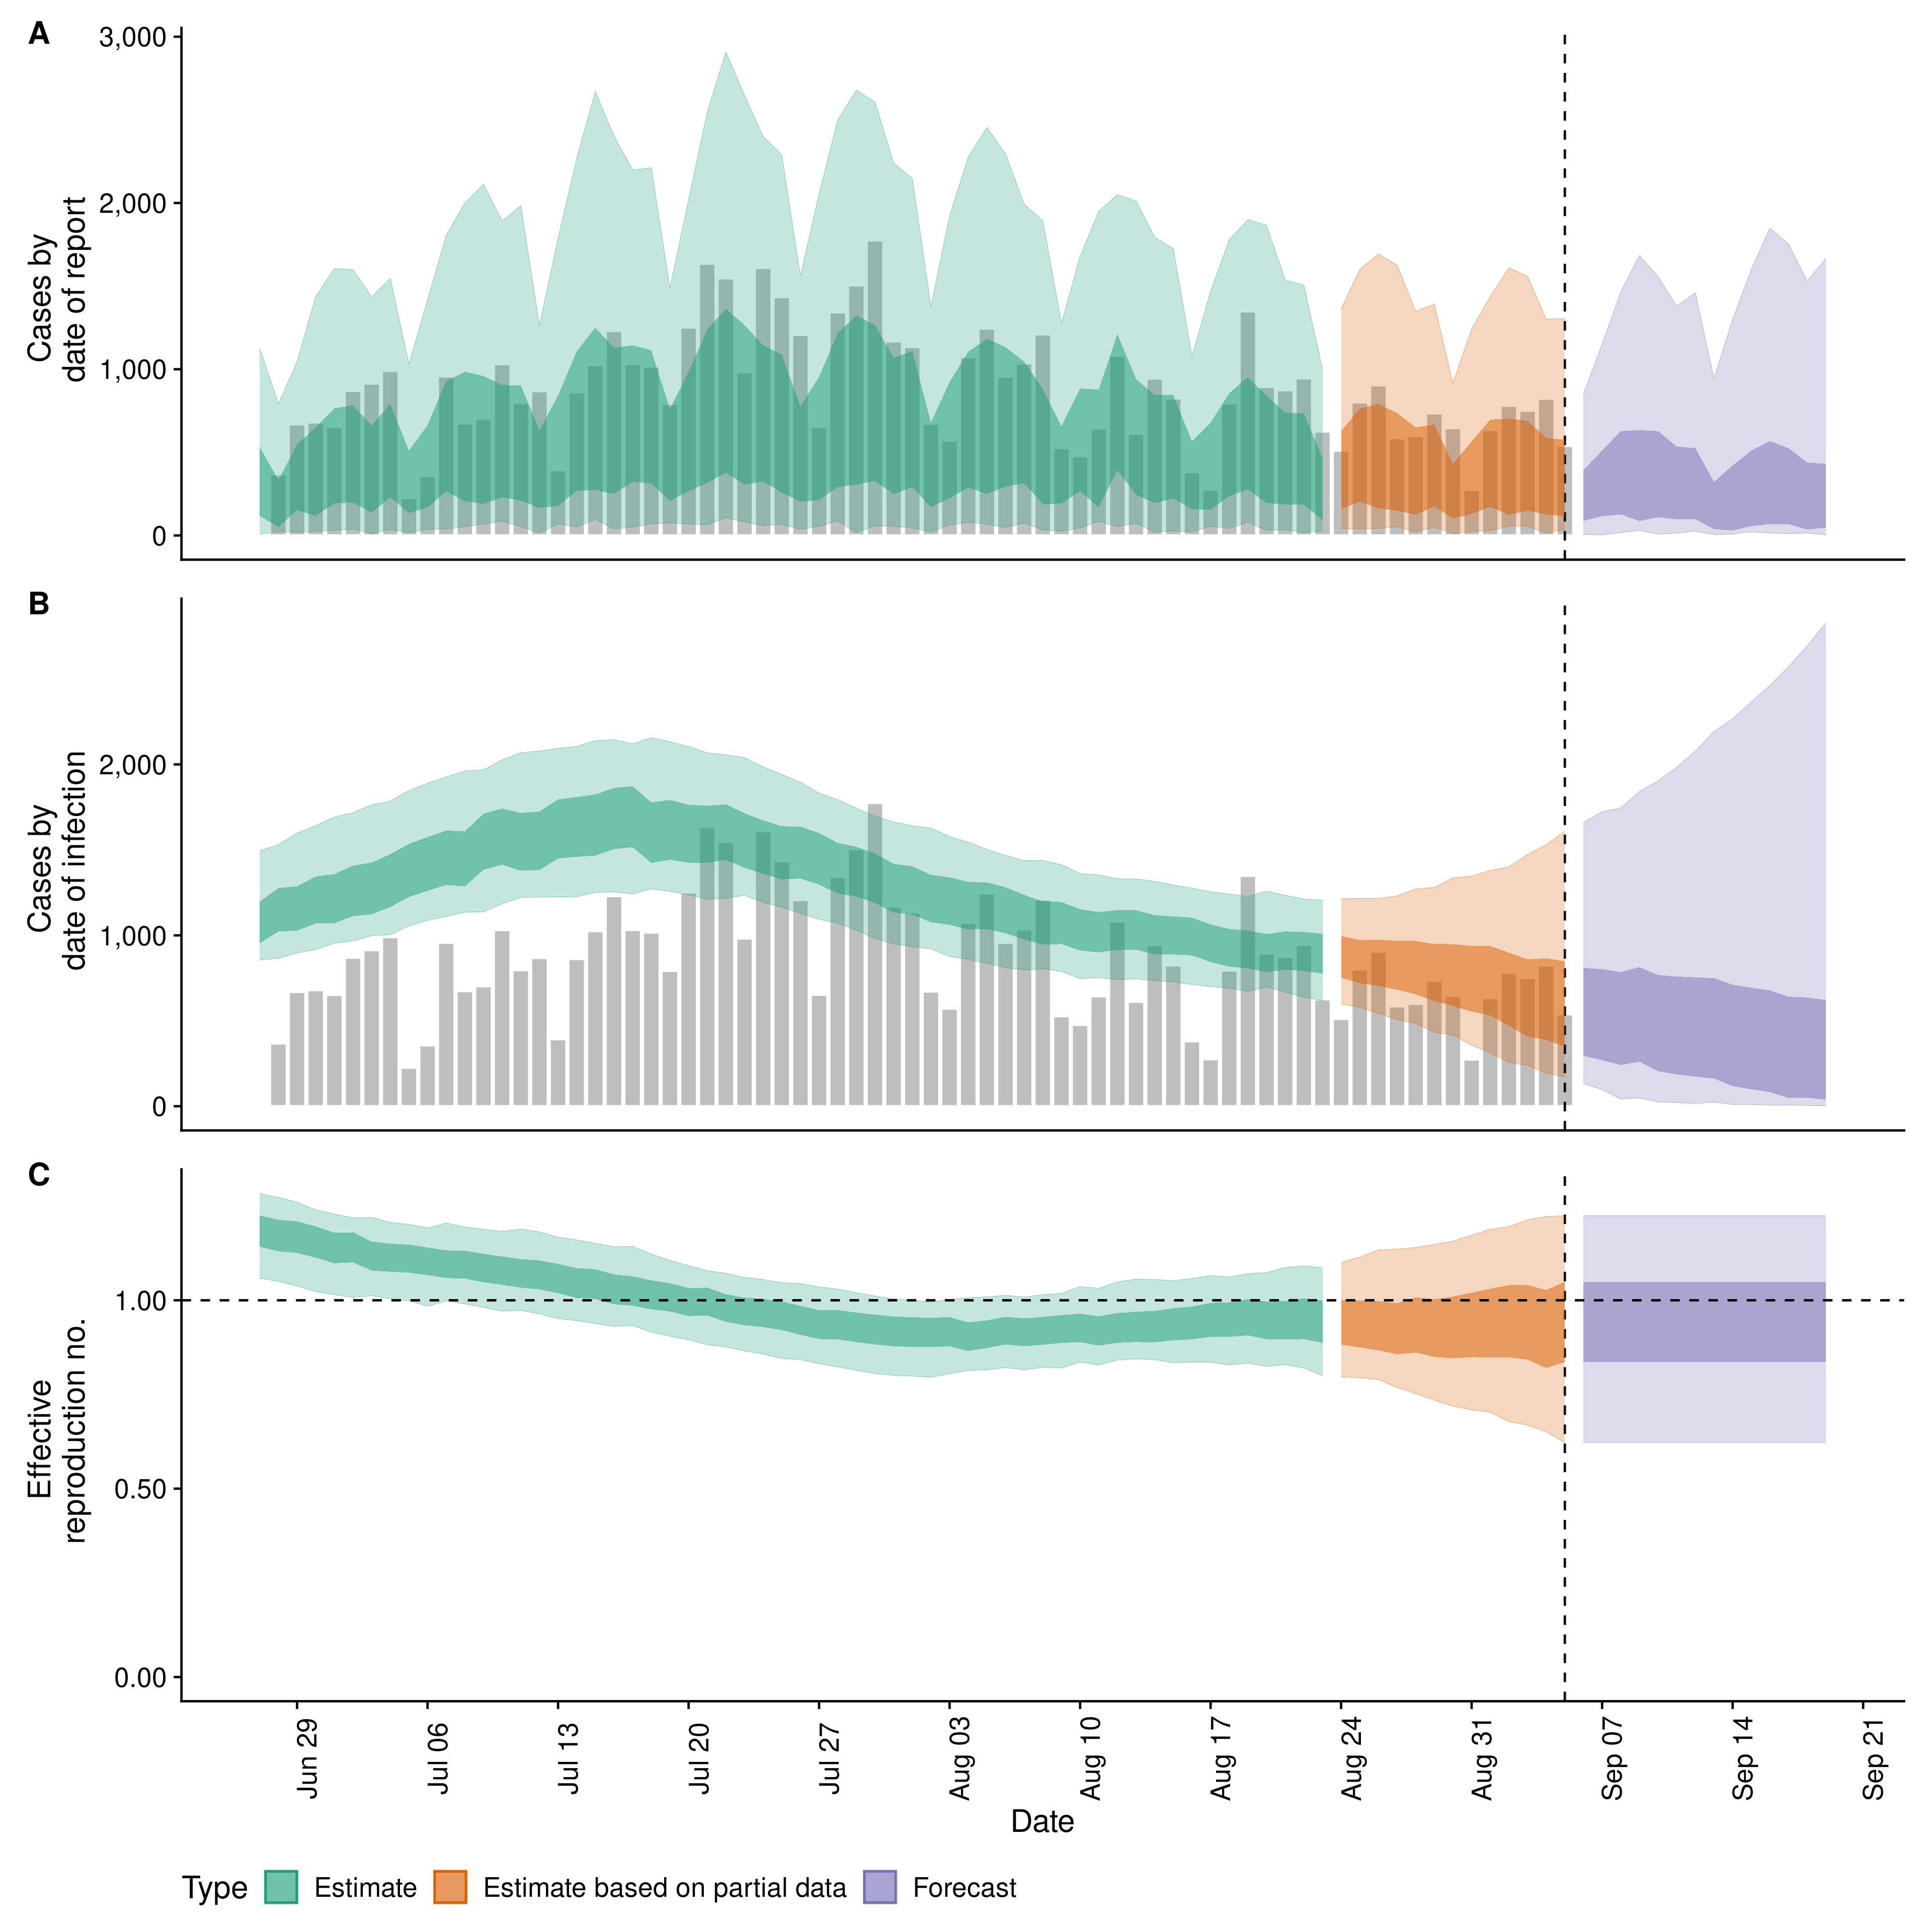 A
3,000
2,000
1,000
0
Cases by
date of report
B
2,000
1,000
0
Cases by
date of infection
C
1.00
0.50
0.00
Effective
reproduction no.
Jun 29
Jul 06
Jul 13
Jul 20
Jul 27
Aug 03
Aug 10
Aug 17
Aug 24
Aug 31
Sep 07
Sep 14
Sep 21
Date
Type Estimate Estimate based on partial data Forecast